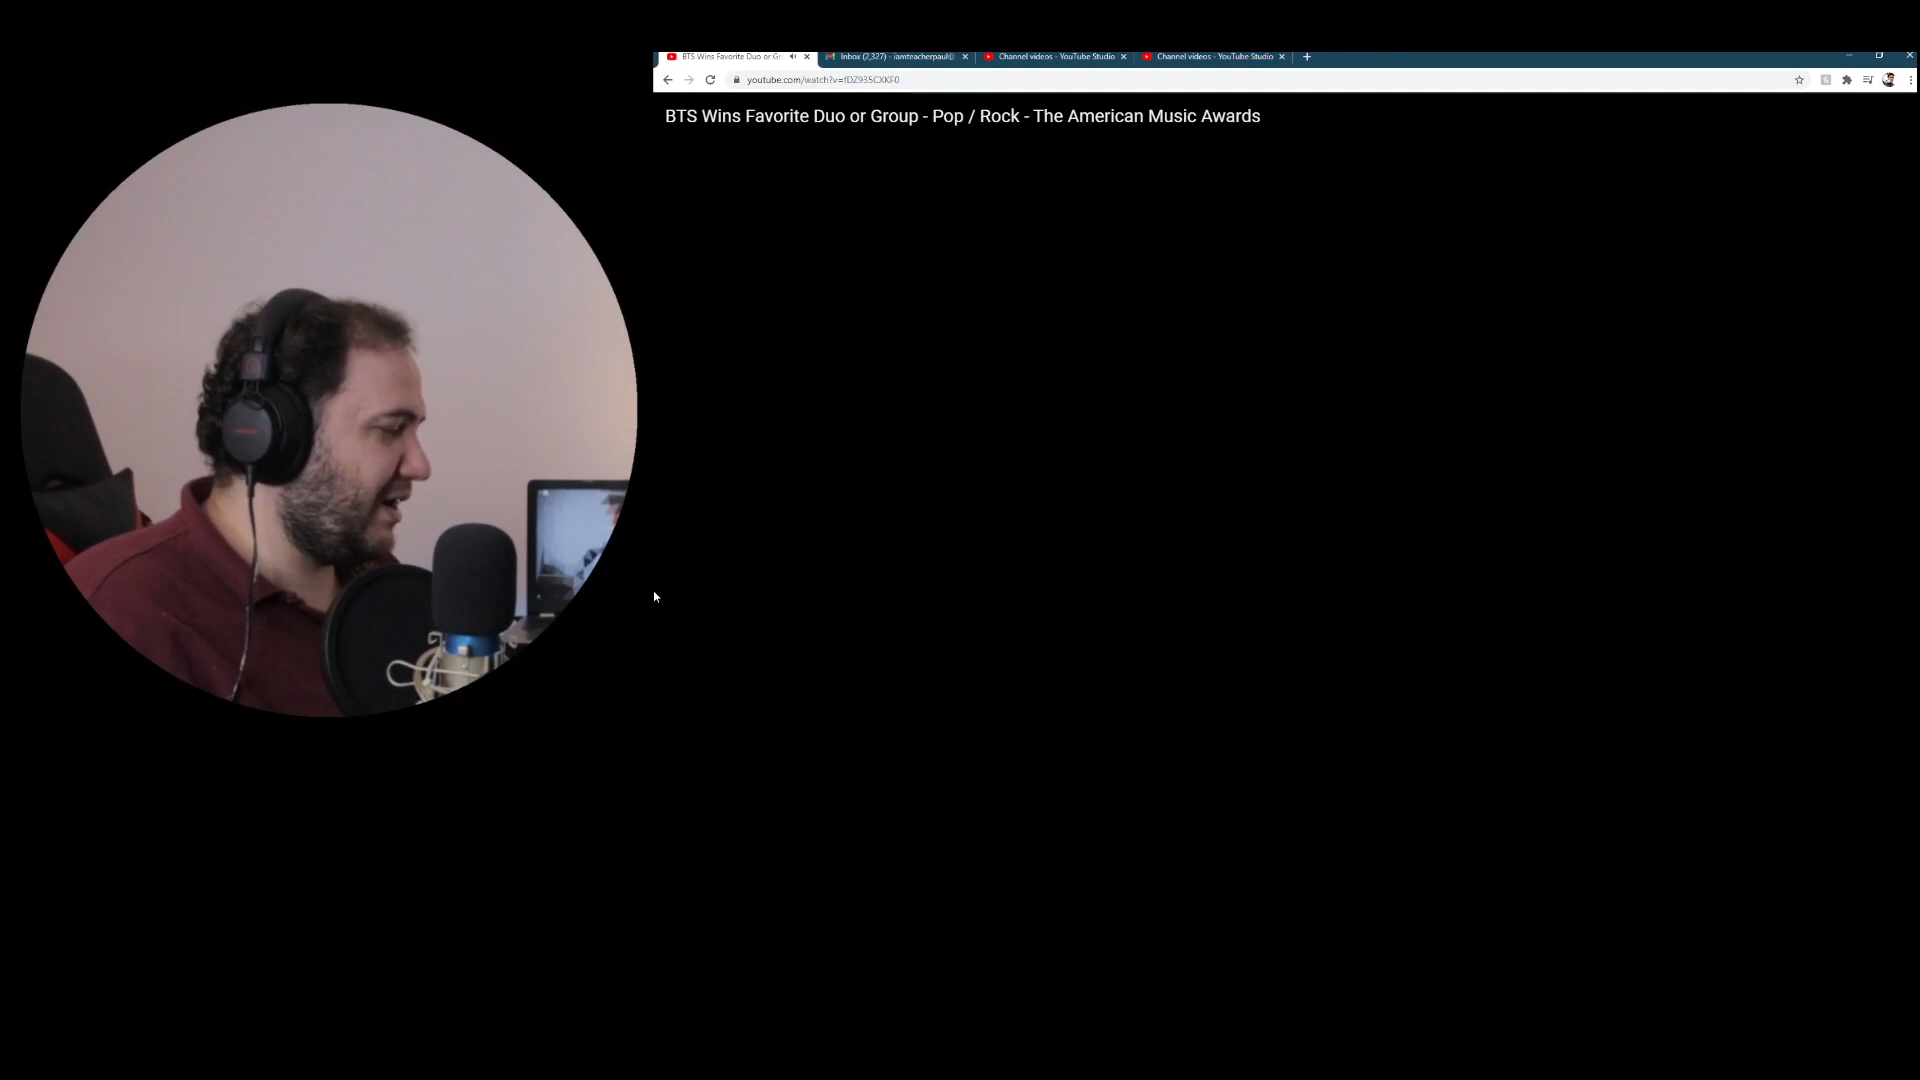 BTS Wins Favorite Duo or Gr
Inbox (2,327) - iamteacherpaul@
Channel videos - YouTube Studio
Channel videos - YouTube Studio
youtube.com/watch?v=fDZ935CXKF0
BTS Wins Favorite Duo or Group - Pop / Rock - The American Music Awards